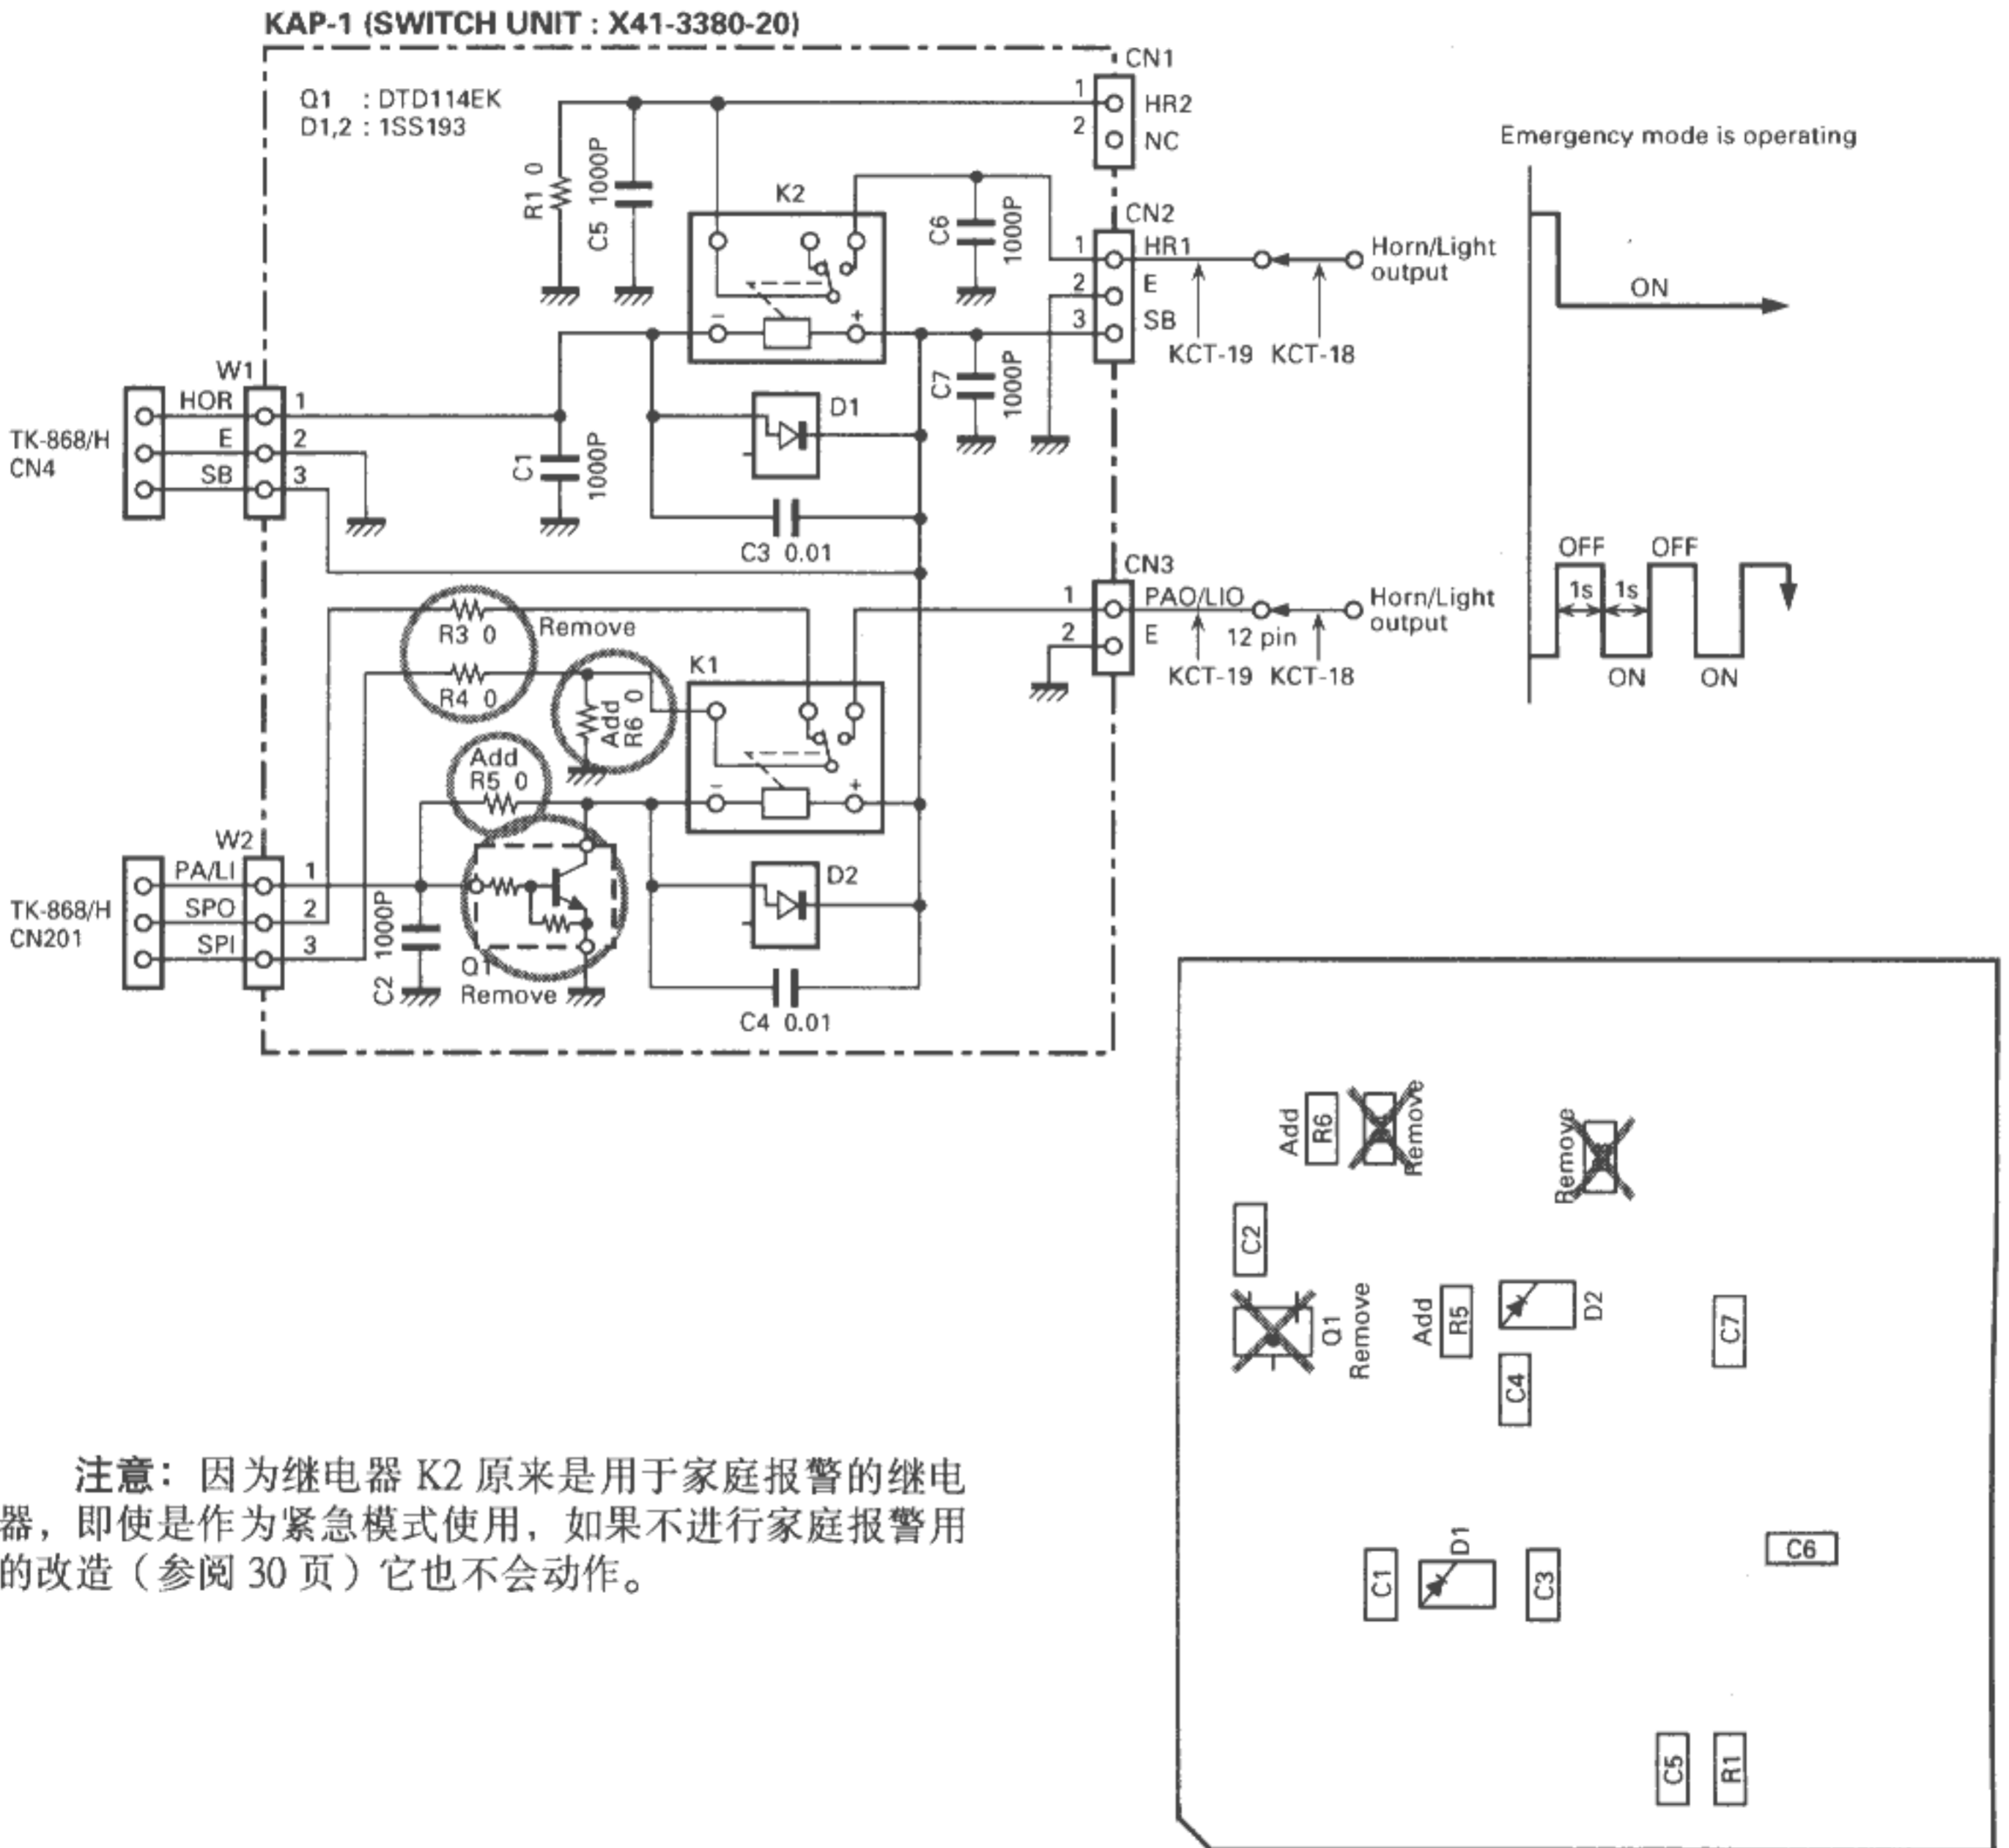 KAP-1 (SWITCH UNIT : X41-3380-20)
Q1 : DTD114EK
D1,2 : 1SS193
R1 0
C5 1000P
K2
C6 1000P
CN1
1 HR2
2 NC
CN2
1 HR1
2 E
3 SB
KCT-19 KCT-18
Horn/Light
output
Emergency mode is operating
ON
W1
TK-868/H
CN4
HOR 1
E 2
SB 3
C1 1000P
- +
D1
C7 1000P
C3 0.01
CN3
1 PAO/LIO
2 E
12 pin
KCT-19 KCT-18
Horn/Light
output
OFF OFF
1s 1s
ON ON
R3 0
Remove
R4 0
Add
R6 0
K1
Add
R5 0
- +
W2
TK-868/H
CN201
PA/LI 1
SPO 2
SPI 3
C2 1000P
Q1
Remove
D2
C4 0.01
Add
R6
Remove
Remove
C2
Q1
Remove
Add
R5
D2
C4
C7
C1
D1
C3
C6
C5
R1
注意：因为继电器 K2 原来是用于家庭报警的继电
器，即使是作为紧急模式使用，如果不进行家庭报警用
的改造（参阅 30 页）它也不会动作。